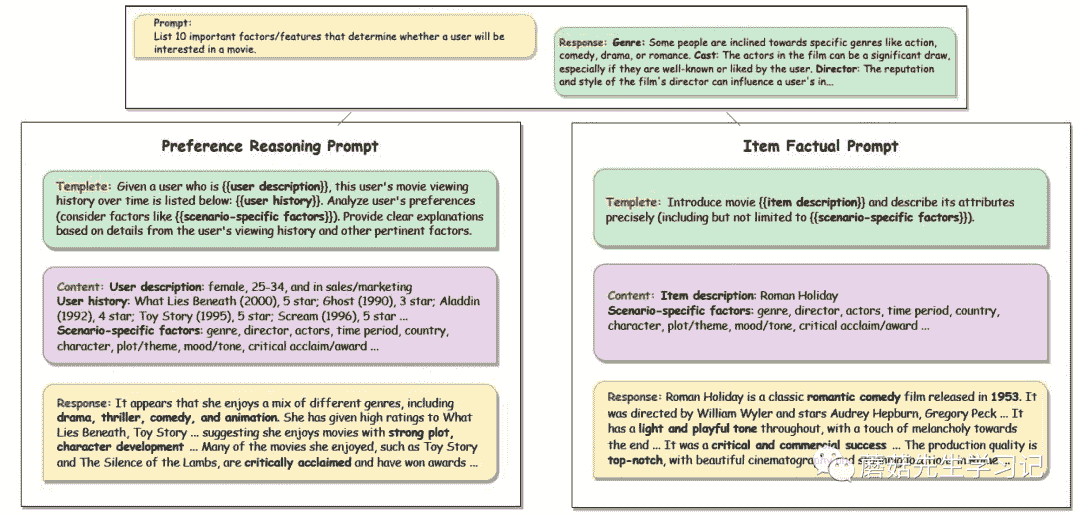 Prompt:
List 10 important factors/features that determine whether a user will be
interested in a movie.
Response: Genre: Some people are inclined towards specific genres like action,
comedy, drama, or romance. Cast: The actors in the film can be a significant draw,
especially if they are well-known or liked by the user. Director: The reputation
and style of the film's director can influence a user's in...
Preference Reasoning Prompt
Templete: Given a user who is {{user description}}, this user's movie viewing
history over time is listed below: {{user history}}. Analyze user's preferences
(consider factors like {{scenario-specific factors}}). Provide clear explanations
based on details from the user's viewing history and other pertinent factors.
Content: User description: female, 25-34, and in sales/marketing
User history: What Lies Beneath (2000), 5 star; Ghost (1990), 3 star; Aladdin
(1992), 4 star; Toy Story (1995), 5 star; Scream (1996), 5 star ...
Scenario-specific factors: genre, director, actors, time period, country,
character, plot/theme, mood/tone, critical acclaim/award ...
Response: It appears that she enjoys a mix of different genres, including
drama, thriller, comedy, and animation. She has given high ratings to What
Lies Beneath, Toy Story ... suggesting she enjoys movies with strong plot,
character development ... Many of the movies she enjoyed, such as Toy Story
and The Silence of the Lambs, are critically acclaimed and have won awards ...
Item Factual Prompt
Templete: Introduce movie {{item description}} and describe its attributes
precisely (including but not limited to {{scenario-specific factors}}).
Content: Item description: Roman Holiday
Scenario-specific factors: genre, director, actors, time period, country,
character, plot/theme, mood/tone, critical acclaim/award ...
Response: Roman Holiday is a classic romantic comedy film released in 1953. It
was directed by William Wyler and stars Audrey Hepburn, Gregory Peck ... It
has a light and playful tone throughout, with a touch of melancholy towards
the end ... It was a critical and commercial success ... The production quality is
top-notch, with beautiful cinematography
蘑菇先生学习记